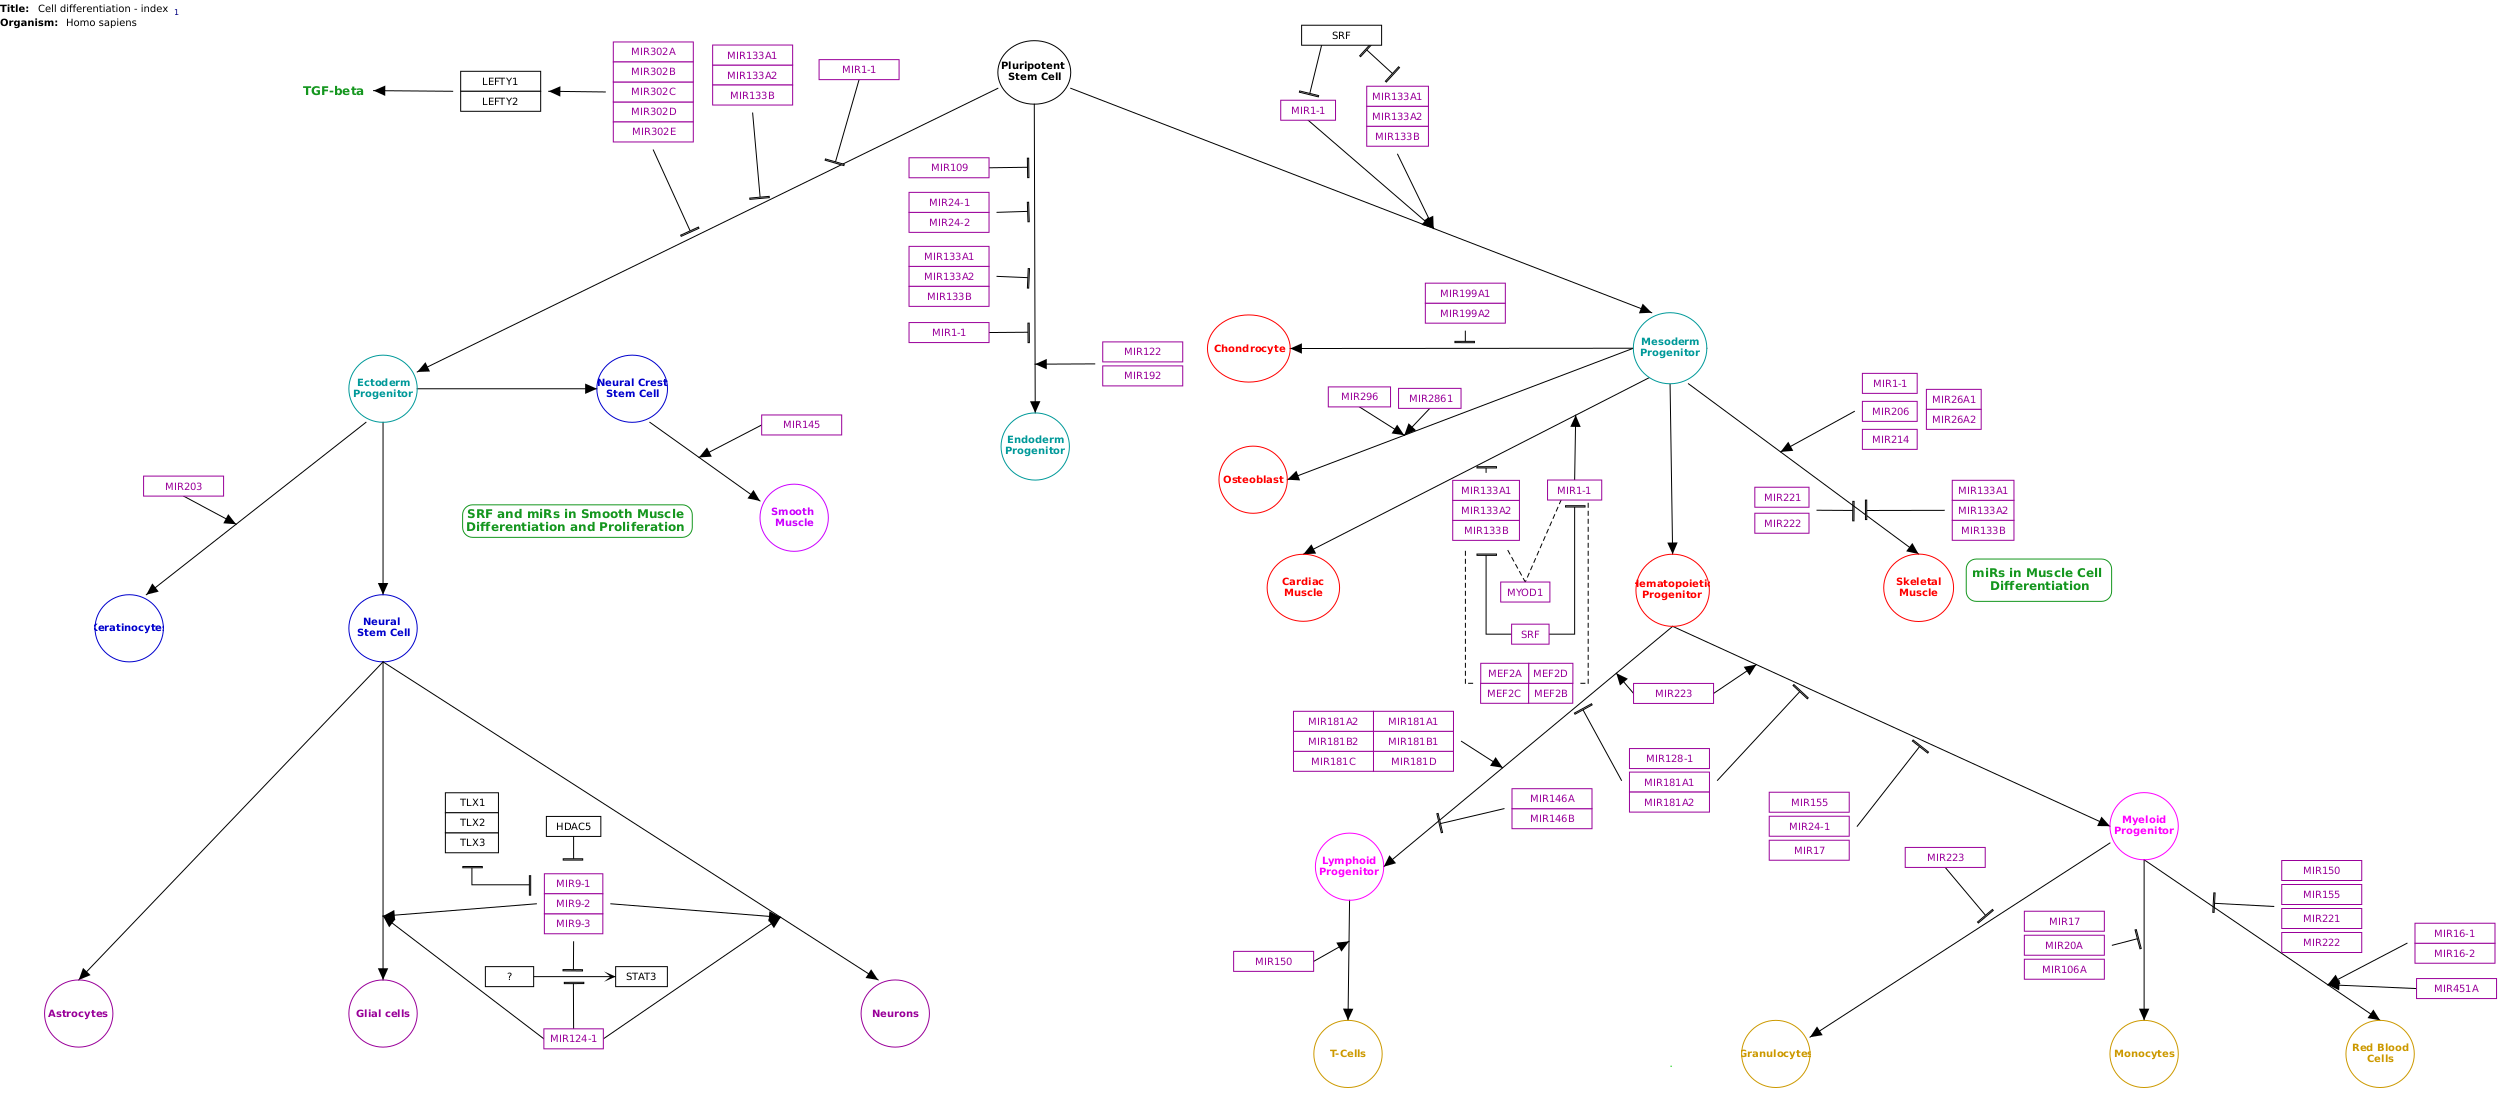 Title: Cell differentiation - index 1
Organism: Homo sapiens
TGF-beta
LEFTY1
LEFTY2
MIR302A
MIR302B
MIR302C
MIR302D
MIR302E
MIR133A1
MIR133A2
MIR133B
MIR1-1
Pluripotent
Stem Cell
SRF
MIR1-1
MIR133A1
MIR133A2
MIR133B
MIR109
MIR24-1
MIR24-2
MIR133A1
MIR133A2
MIR133B
MIR1-1
MIR122
MIR192
Endoderm
Progenitor
Ectoderm
Progenitor
Neural Crest
Stem Cell
MIR145
Smooth
Muscle
SRF and miRs in Smooth Muscle
Differentiation and Proliferation
MIR203
Keratinocytes
Neural
Stem Cell
TLX1
TLX2
TLX3
HDAC5
MIR9-1
MIR9-2
MIR9-3
?
STAT3
MIR124-1
Astrocytes
Glial cells
Neurons
MIR199A1
MIR199A2
Chondrocyte
Mesoderm
Progenitor
MIR296
MIR2861
Osteoblast
MIR1-1
MIR206
MIR214
MIR26A1
MIR26A2
MIR133A1
MIR133A2
MIR133B
MIR1-1
MYOD1
SRF
MEF2A
MEF2D
MEF2C
MEF2B
Cardiac
Muscle
Hematopoietic
Progenitor
MIR221
MIR222
MIR133A1
MIR133A2
MIR133B
Skeletal
Muscle
miRs in Muscle Cell
Differentiation
MIR223
MIR181A2
MIR181A1
MIR181B2
MIR181B1
MIR181C
MIR181D
MIR128-1
MIR181A1
MIR181A2
MIR146A
MIR146B
MIR155
MIR24-1
MIR17
Lymphoid
Progenitor
Myeloid
Progenitor
MIR150
T-Cells
MIR223
MIR17
MIR20A
MIR106A
MIR150
MIR155
MIR221
MIR222
MIR16-1
MIR16-2
MIR451A
Granulocytes
Monocytes
Red Blood
Cells